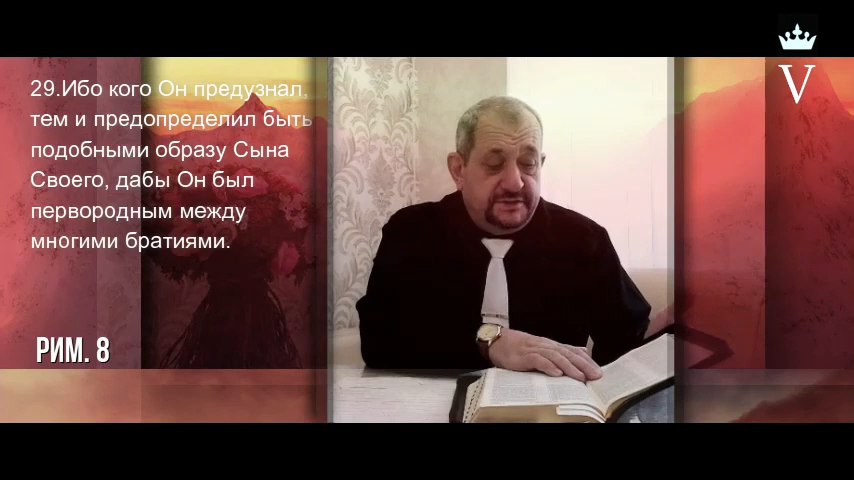 V
29.Ибо кого Он предузнал,
тем и предопределил быть
подобными образу Сына
Своего, дабы Он был
первородным между
многими братиями.
РИМ. 8